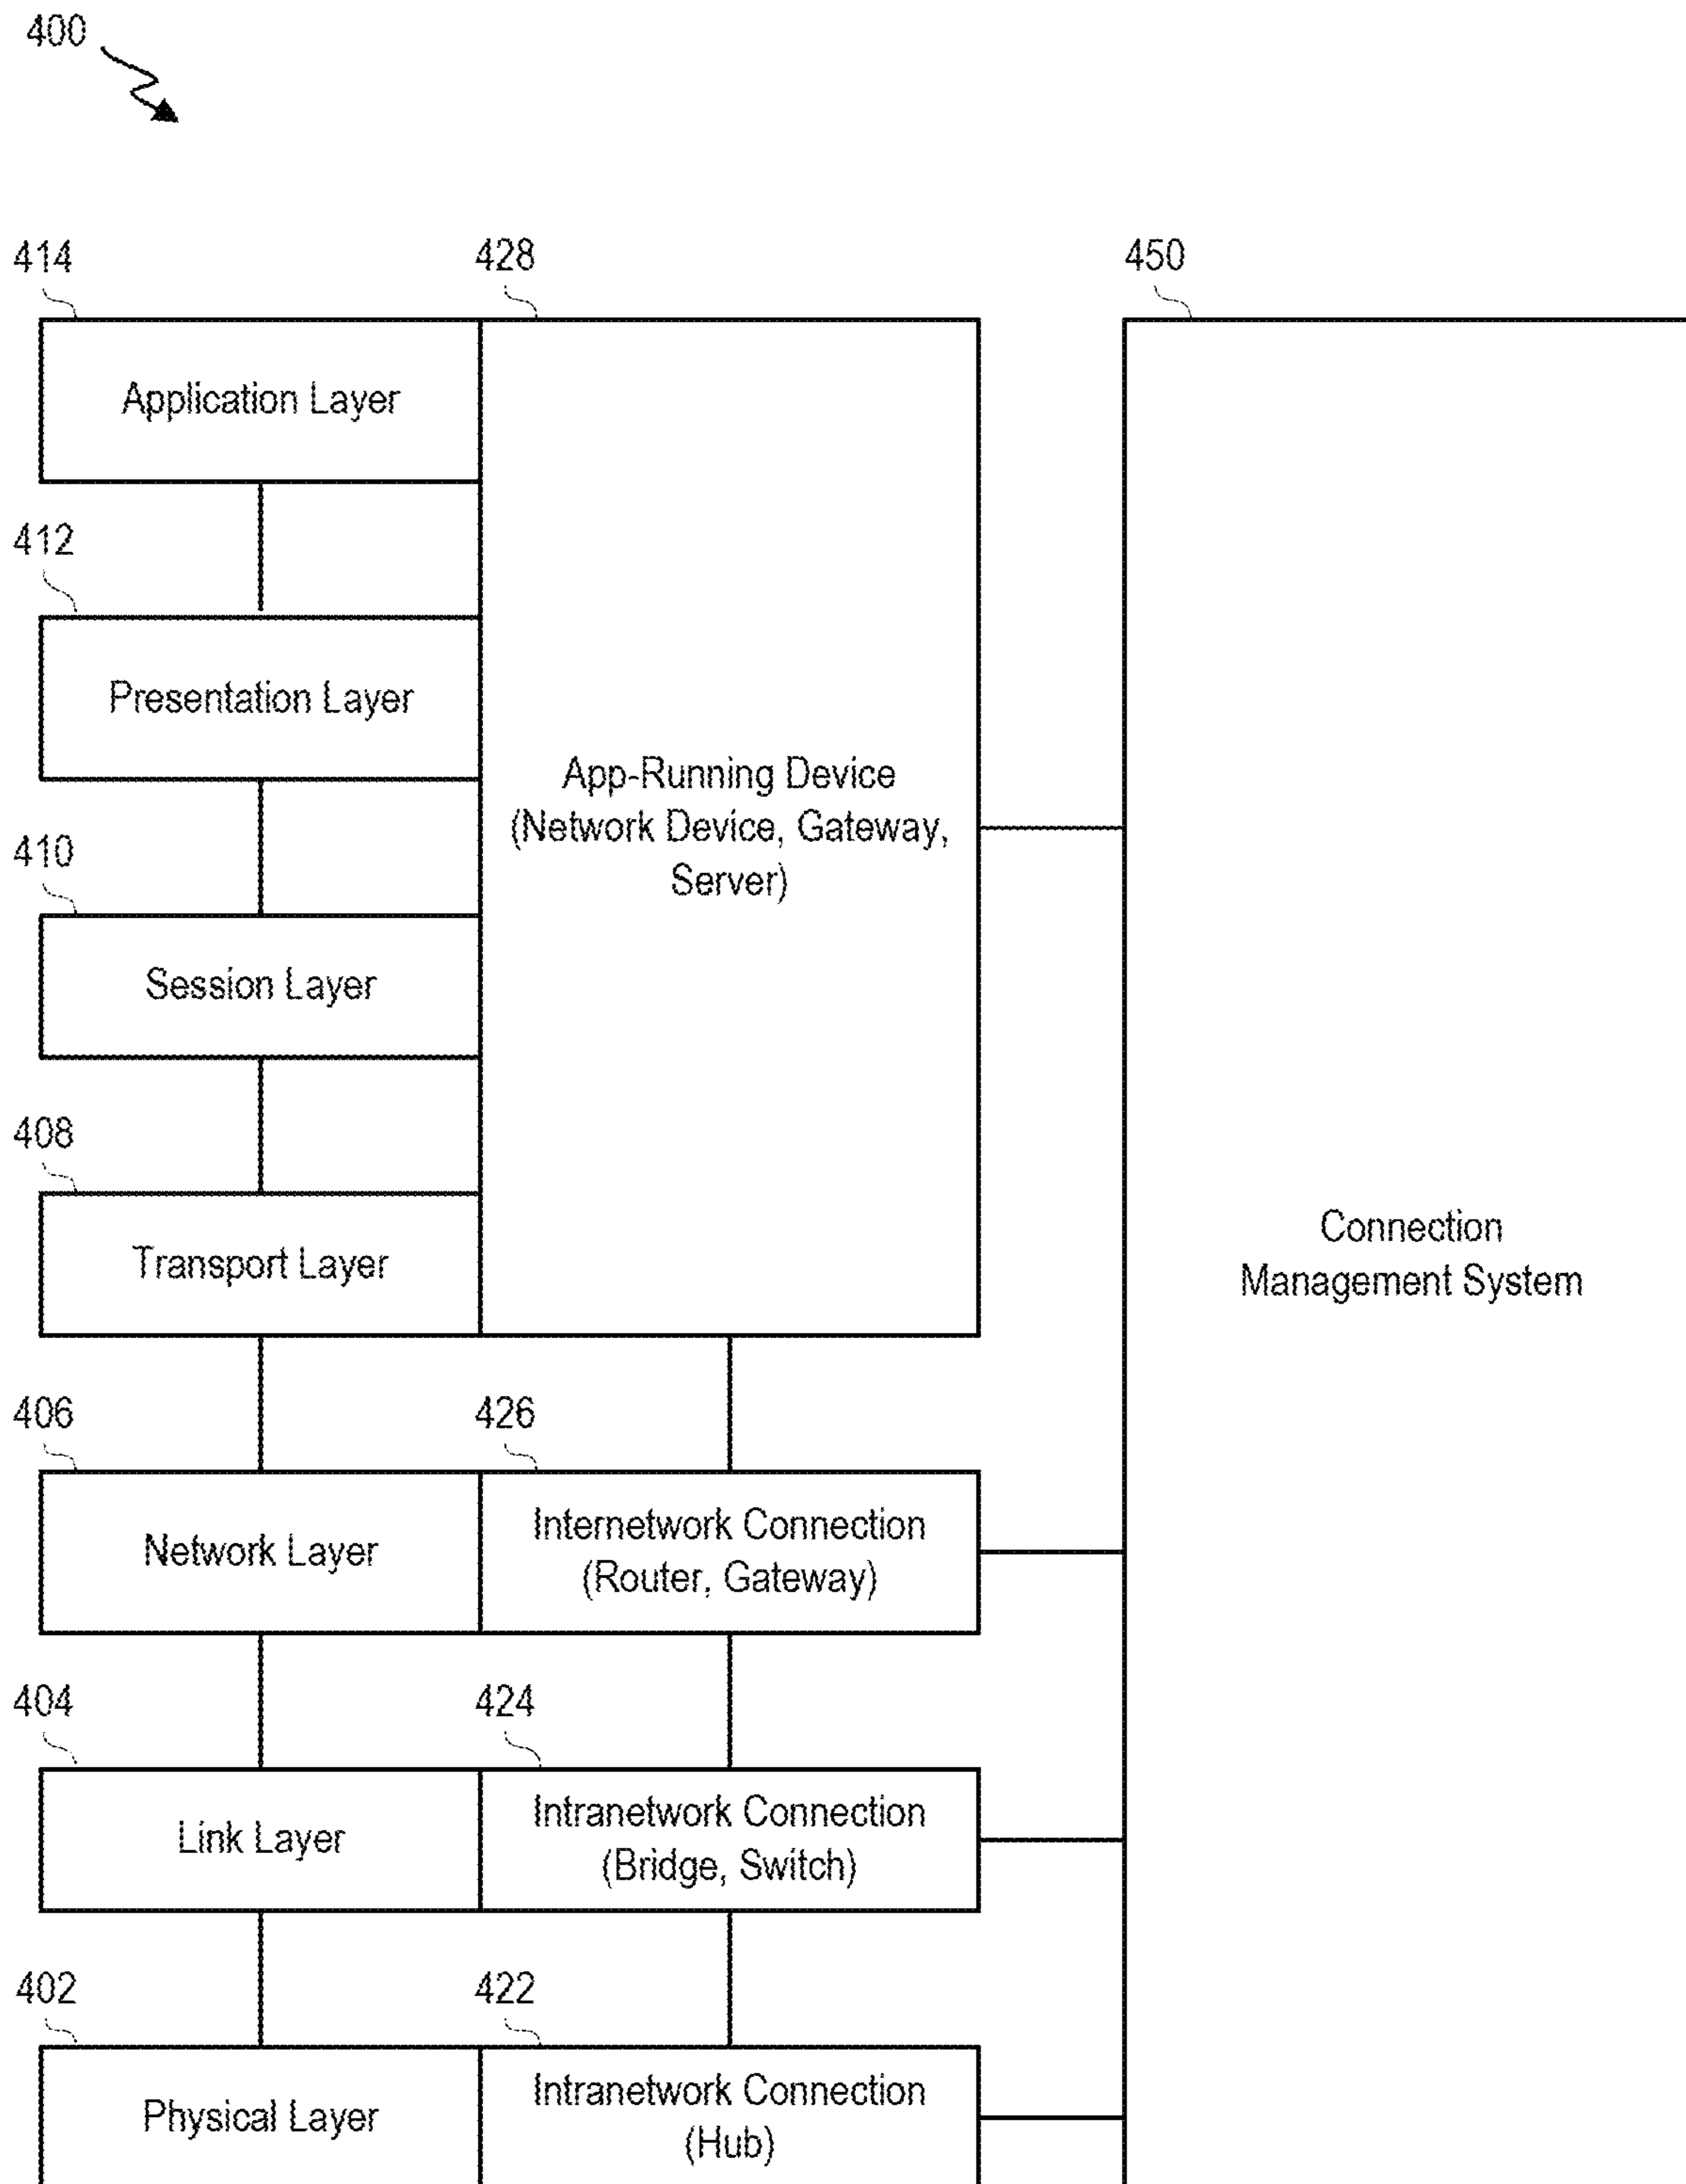 400
414
428
450
Application Layer
412
Presentation Layer
App-Running Device
(Network Device, Gateway,
Server)
410
Session Layer
408
Transport Layer
Connection
Management System
406
426
Network Layer
Internetwork Connection
(Router, Gateway)
404
424
Link Layer
Intranetwork Connection
(Bridge, Switch)
402
422
Physical Layer
Intranetwork Connection
(Hub)